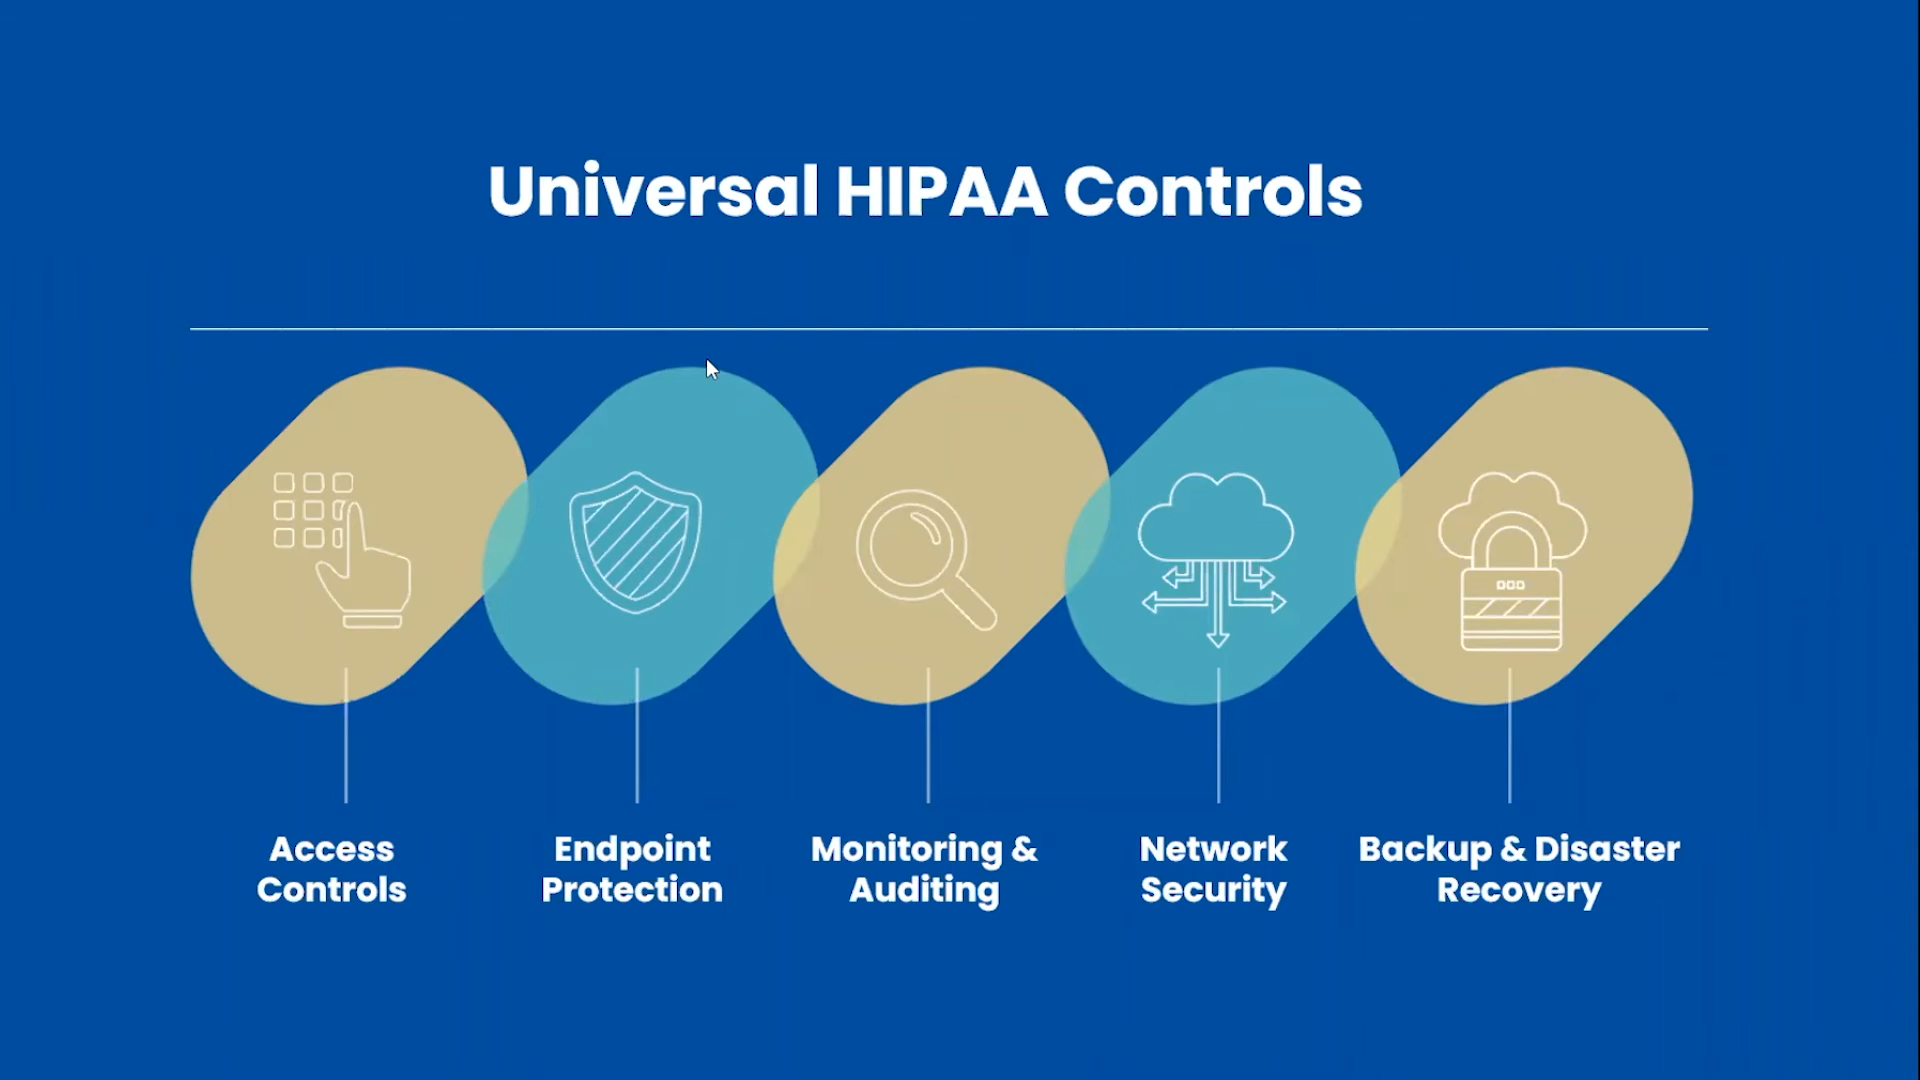 Universal HIPAA Controls
Access
Controls
Endpoint
Protection
Monitoring &
Auditing
Network
Security
Backup & Disaster
Recovery